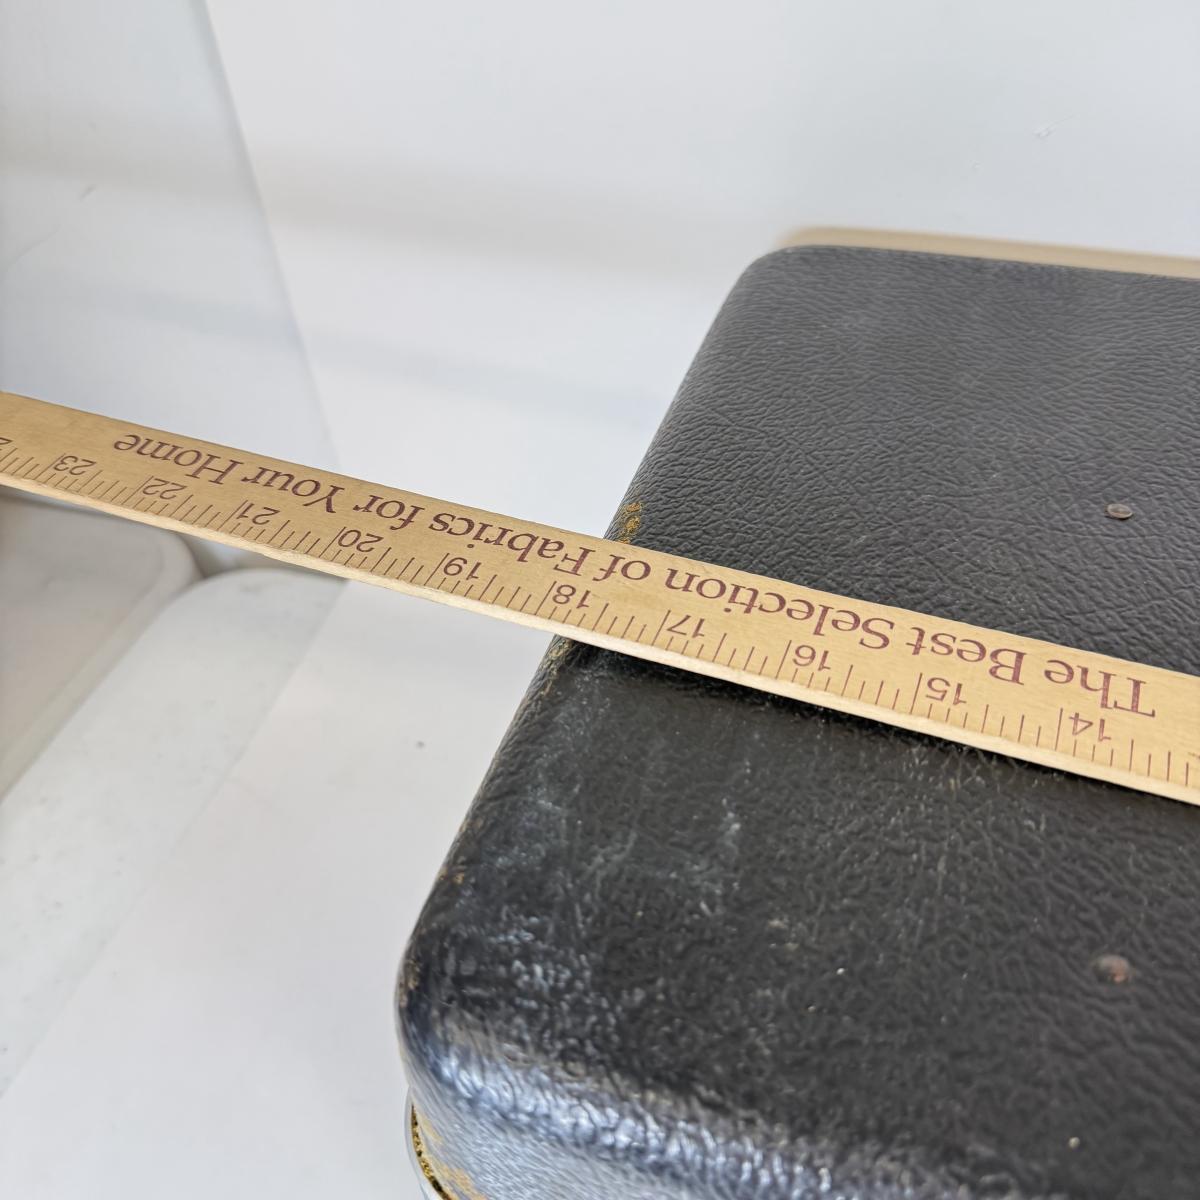 The Best Selection of Fabrics for Your Home
14 15 16 17 18 19 20 21 22 23